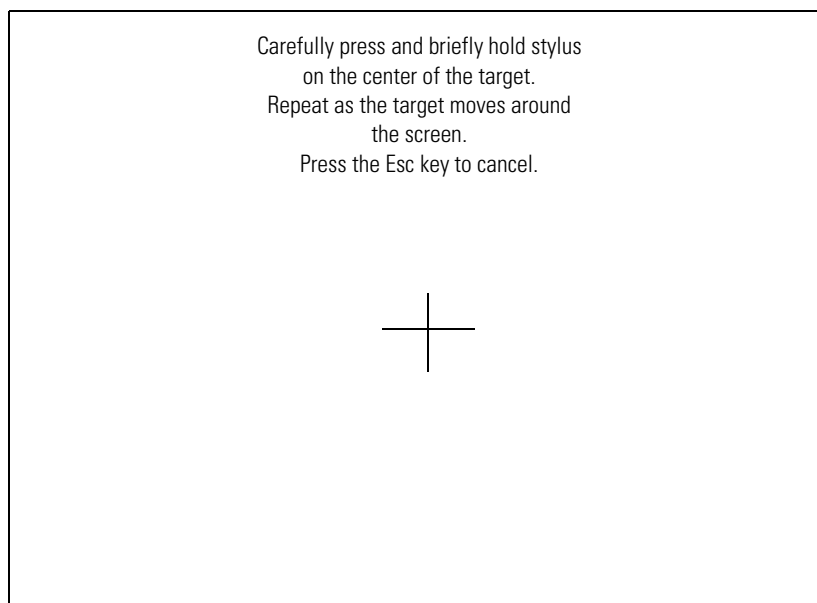 Carefully press and briefly hold stylus
on the center of the target.
Repeat as the target moves around
the screen.
Press the Esc key to cancel.